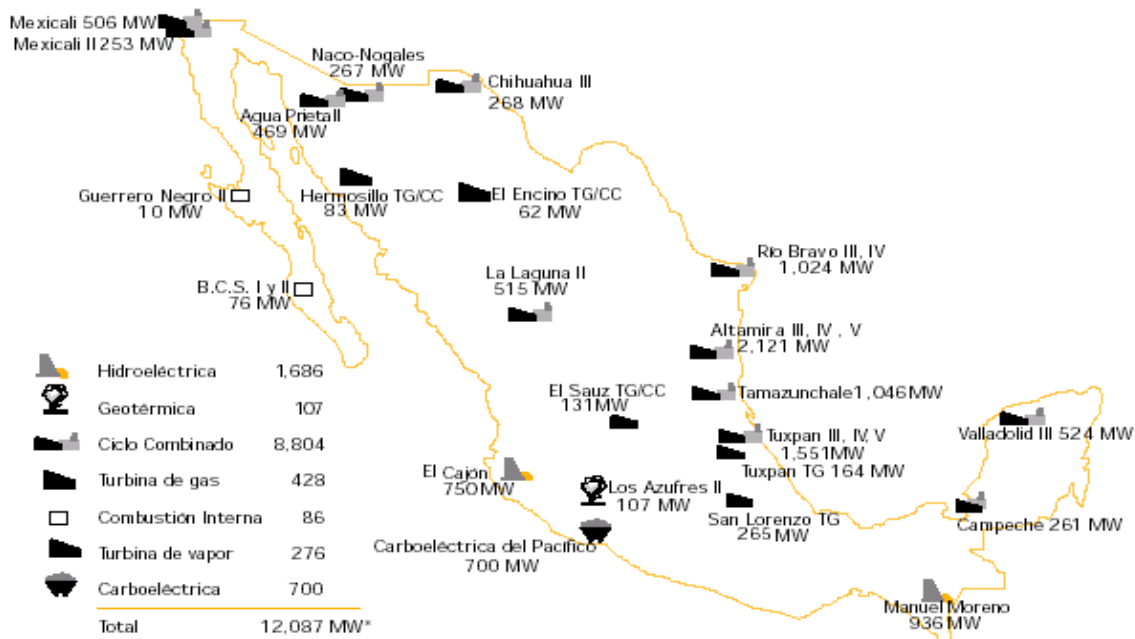 Mexicali 506 MW
Mexicali II 253 MW
Naco-Nogales
267 MW
Chihuahua III
268 MW
Agua PrietaII
469 MW
Guerrero Negro II
10 MW
Hermosillo TG/CC
83 MW
El Encino TG/CC
62 MW
Río Bravo III, IV
1,024 MW
La Laguna II
515 MW
B.C.S. I y II
76 MW
Altamira III, IV , V
2,121 MW
El Sauz TG/CC
131MW
Tamazunchale1,046MW
Tuxpan III, IV, V
1,551MW
Tuxpan TG 164 MW
Valladolid III 524 MW
El Cajón
750MW
Los Azufres II
107 MW
San Lorenzo TG
265MW
Campeche 261 MW
Carboeléctrica del Pacífico
700 MW
Manuel Moreno
936 MW
Hidroeléctrica 1,686
Geotérmica 107
Ciclo Combinado 8,804
Turbina de gas 428
Combustión Interna 86
Turbina de vapor 276
Carboeléctrica 700
Total 12,087 MW*